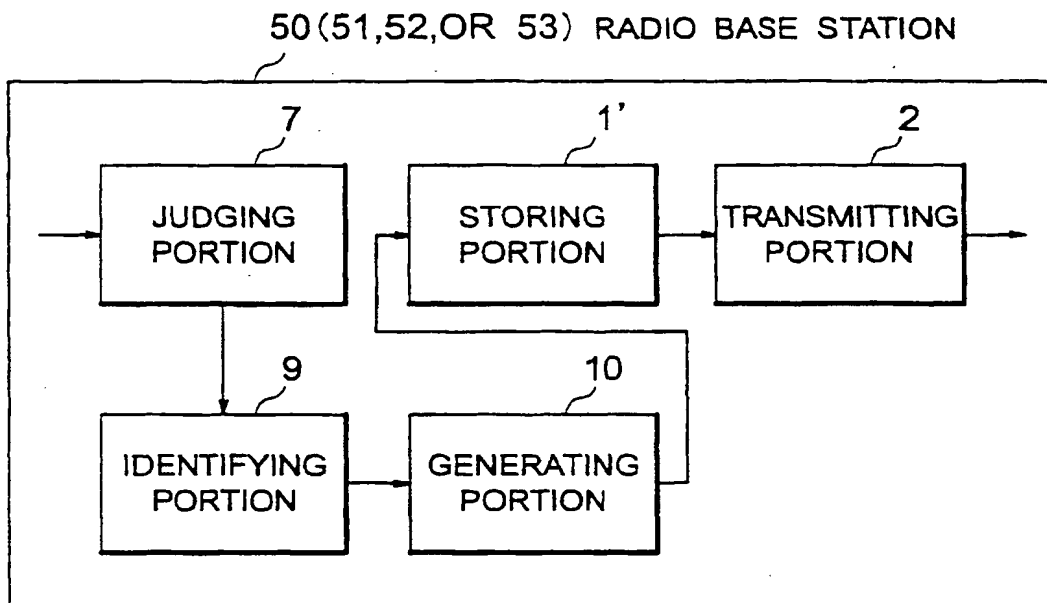 50 (51,52,OR 53) RADIO BASE STATION
7
JUDGING
PORTION
1’
STORING
PORTION
2
TRANSMITTING
PORTION
9
IDENTIFYING
PORTION
10
GENERATING
PORTION